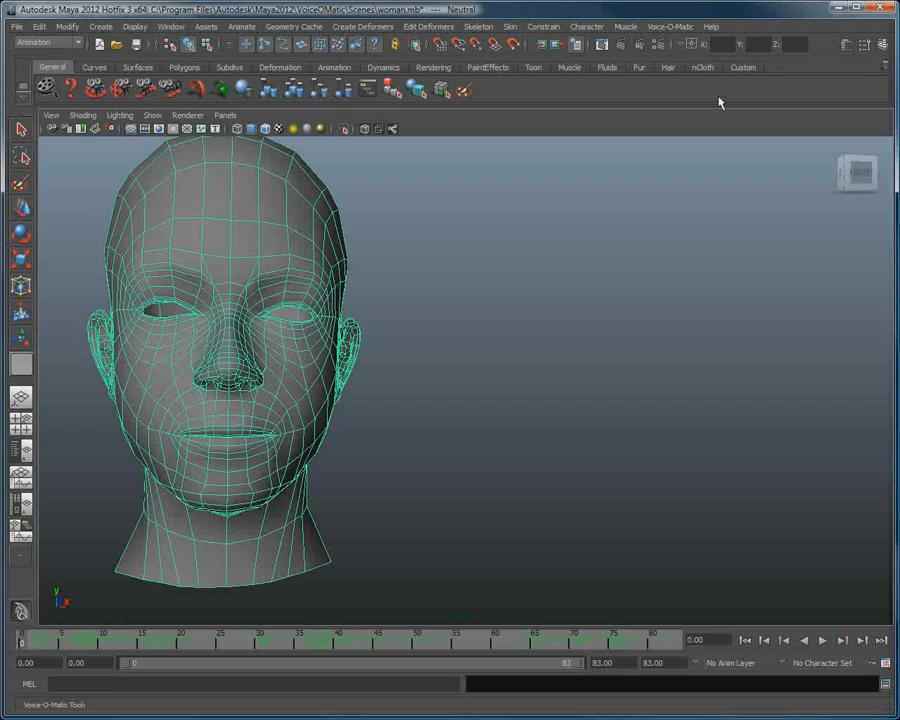 Autodesk Maya 2012 Hotfix x64: C:\Program Files\Autodesk\Maya2012\VoiceOMatic\Scenes\woman.mb* --- Neutral
File Edit Modify Create Display Window Assets Animate Geometry Cache Create Deformers Edit Deformers Skeleton Skin Constrain Character Muscle Voice-O-Matic Help
Animation X: Y: Z:
General Curves Surfaces Polygons Subdivs Deformation Animation Dynamics Rendering PaintEffects Toon Muscle Fluids Fur Hair nCloth Custom
View Shading Lighting Show Renderer Panels
FRONT
y
x
0 5 10 15 20 25 30 35 40 45 50 55 60 65 70 75 80 0.00
0
0.00 0.00 0 83 83.00 83.00 No Anim Layer No Character Set
MEL
Voice-O-Matic Tools